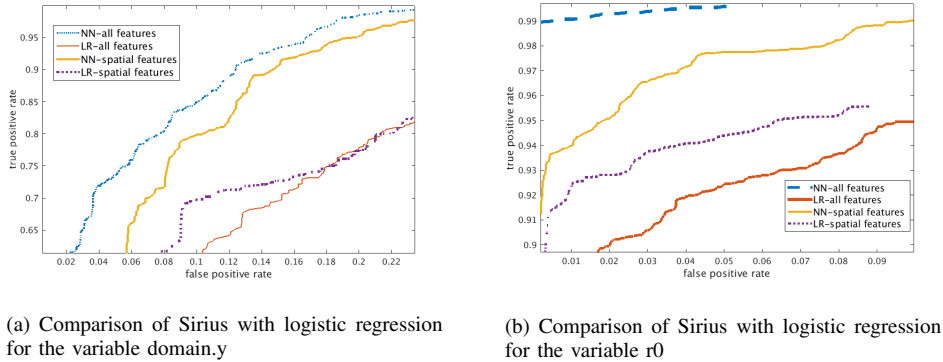 (a)
0.95
0.9
0.85
0.8
0.75
0.7
0.65
true positive rate
NN-all features
LR-all features
NN-spatial features
LR-spatial features
0.02 0.04 0.06 0.08 0.1 0.12 0.14 0.16 0.18 0.2 0.22
false positive rate
(a) Comparison of Sirius with logistic regression
for the variable domain.y
(b)
0.99
0.98
0.97
0.96
0.95
0.94
0.93
0.92
0.91
0.9
true positive rate
NN-all features
LR-all features
NN-spatial features
LR-spatial features
0.01 0.02 0.03 0.04 0.05 0.06 0.07 0.08 0.09
false positive rate
(b) Comparison of Sirius with logistic regression
for the variable r0